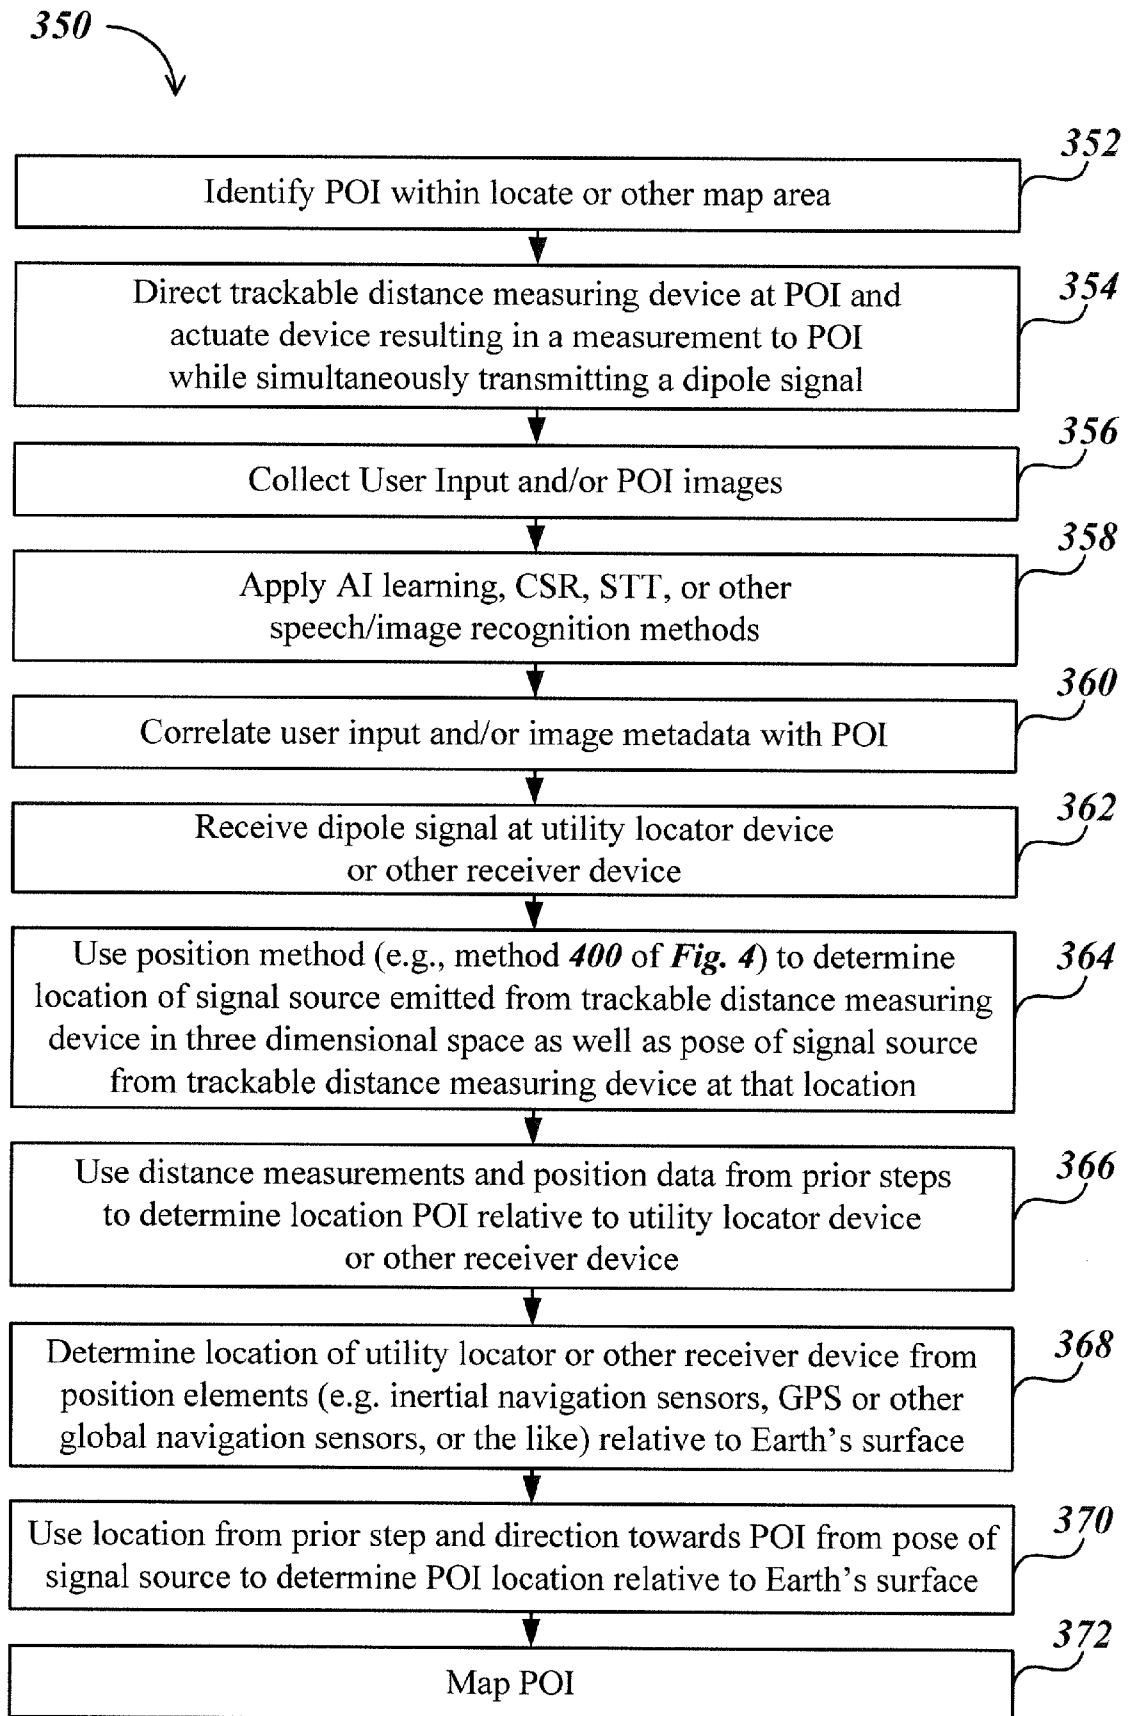 350
352
Identify POI within locate or other map area
354
Direct trackable distance measuring device at POI and
actuate device resulting in a measurement to POI
while simultaneously transmitting a dipole signal
356
Collect User Input and/or POI images
358
Apply AI learning, CSR, STT, or other
speech/image recognition methods
360
Correlate user input and/or image metadata with POI
362
Receive dipole signal at utility locator device
or other receiver device
364
Use position method (e.g., method 400 of Fig. 4) to determine
location of signal source emitted from trackable distance measuring
device in three dimensional space as well as pose of signal source
from trackable distance measuring device at that location
366
Use distance measurements and position data from prior steps
to determine location POI relative to utility locator device
or other receiver device
368
Determine location of utility locator or other receiver device from
position elements (e.g. inertial navigation sensors, GPS or other
global navigation sensors, or the like) relative to Earth's surface
370
Use location from prior step and direction towards POI from pose of
signal source to determine POI location relative to Earth's surface
372
Map POI